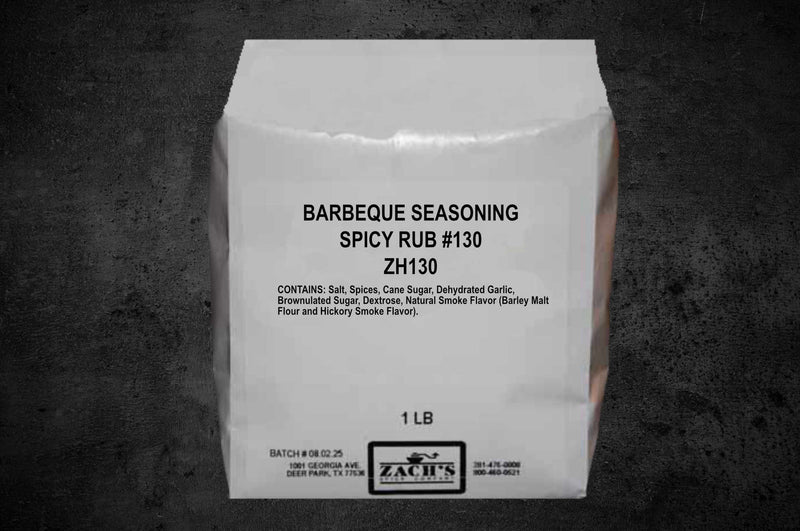 BARBEQUE SEASONING
SPICY RUB #130
ZH130
CONTAINS: Salt, Spices, Cane Sugar, Dehydrated Garlic,
Brownulated Sugar, Dextrose, Natural Smoke Flavor (Barley Malt
Flour and Hickory Smoke Flavor).
1 LB
BATCH # 08.02.25
1001 GEORGIA AVE.
DEER PARK, TX 77536
ZACH'S
SPICE COMPANY
281-476-0008
800-460-0521